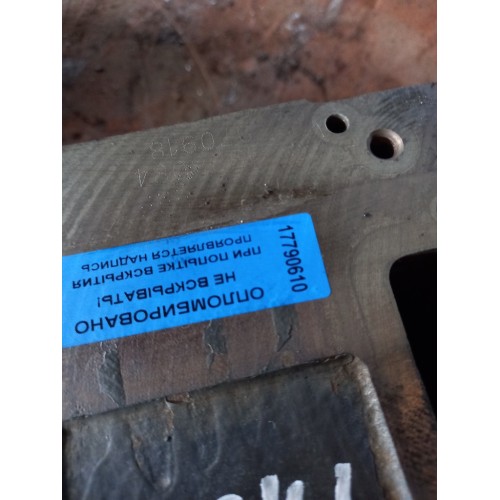 ОПЛОМБИРОВАНО
НЕ ВСКРЫВАТЬ!
ПРИ ПОПЫТКЕ ВСКРЫТИЯ
ПРОЯВЛЯЕТСЯ НАДПИСЬ
17790610